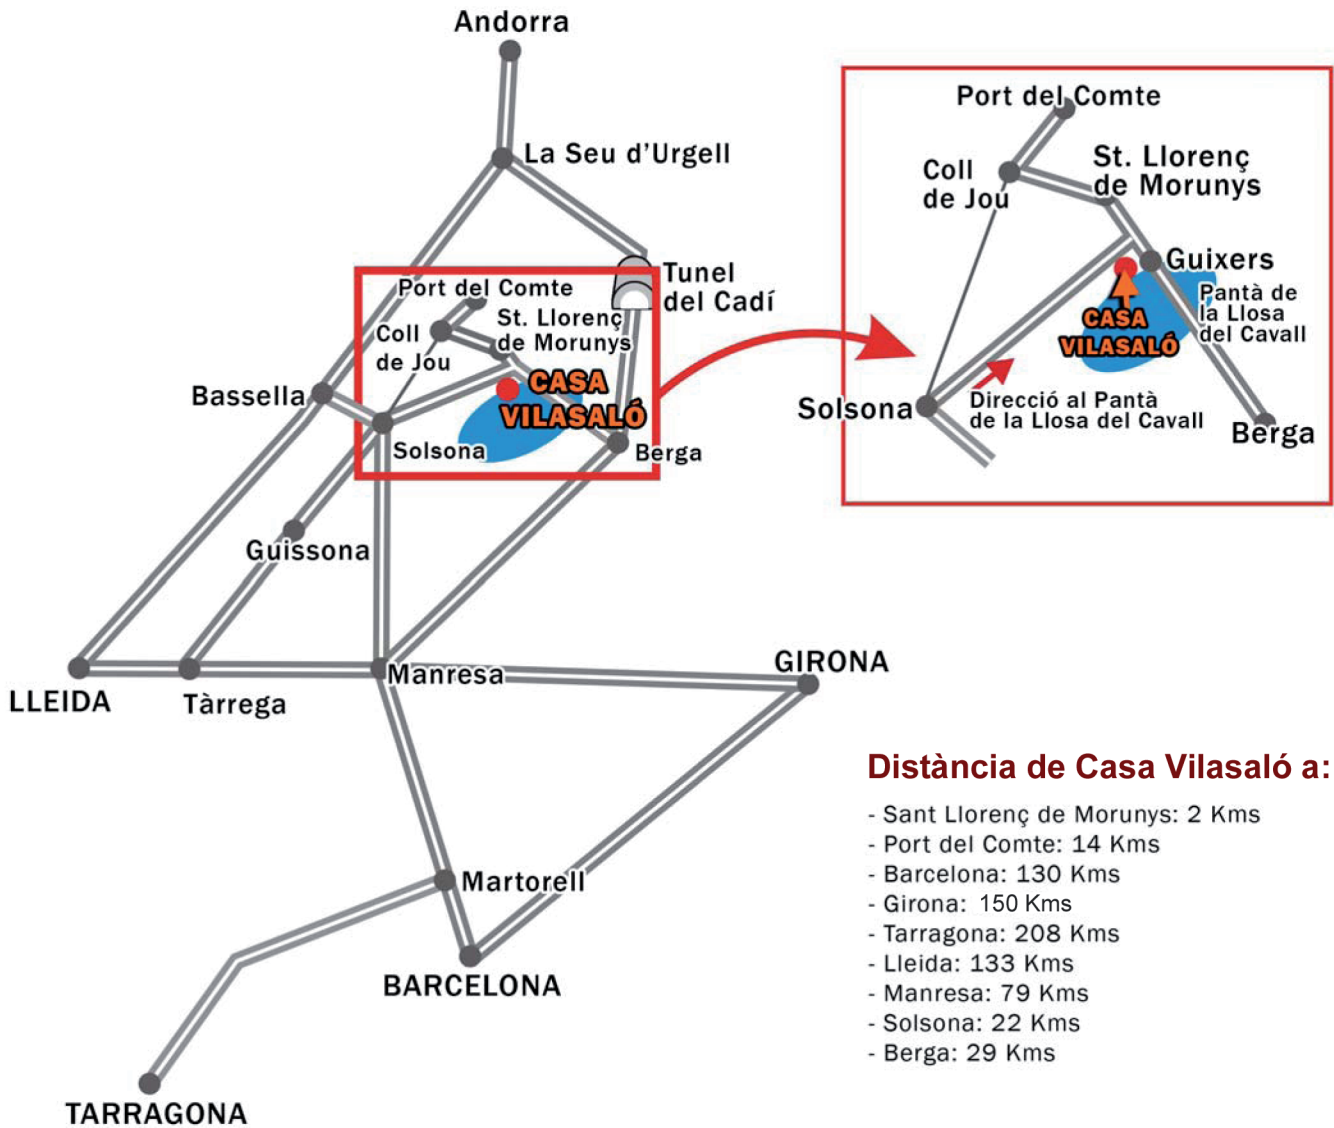 Andorra
La Seu d'Urgell
Tunel
del Cadí
Port del Comte
Coll
de Jou
St. Llorenç
de Morunys
CASA
VILASALÓ
Bassella
Solsona
Berga
Guissona
LLEIDA
Tàrrega
Manresa
GIRONA
Martorell
BARCELONA
TARRAGONA
Port del Comte
Coll
de Jou
St. Llorenç
de Morunys
Guixers
Pantà de
la Llosa
del Cavall
CASA
VILASALÓ
Solsona
Direcció al Pantà
de la Llosa del Cavall
Berga
Distància de Casa Vilasaló a:
- Sant Llorenç de Morunys: 2 Kms
- Port del Comte: 14 Kms
- Barcelona: 130 Kms
- Girona: 150 Kms
- Tarragona: 208 Kms
- Lleida: 133 Kms
- Manresa: 79 Kms
- Solsona: 22 Kms
- Berga: 29 Kms